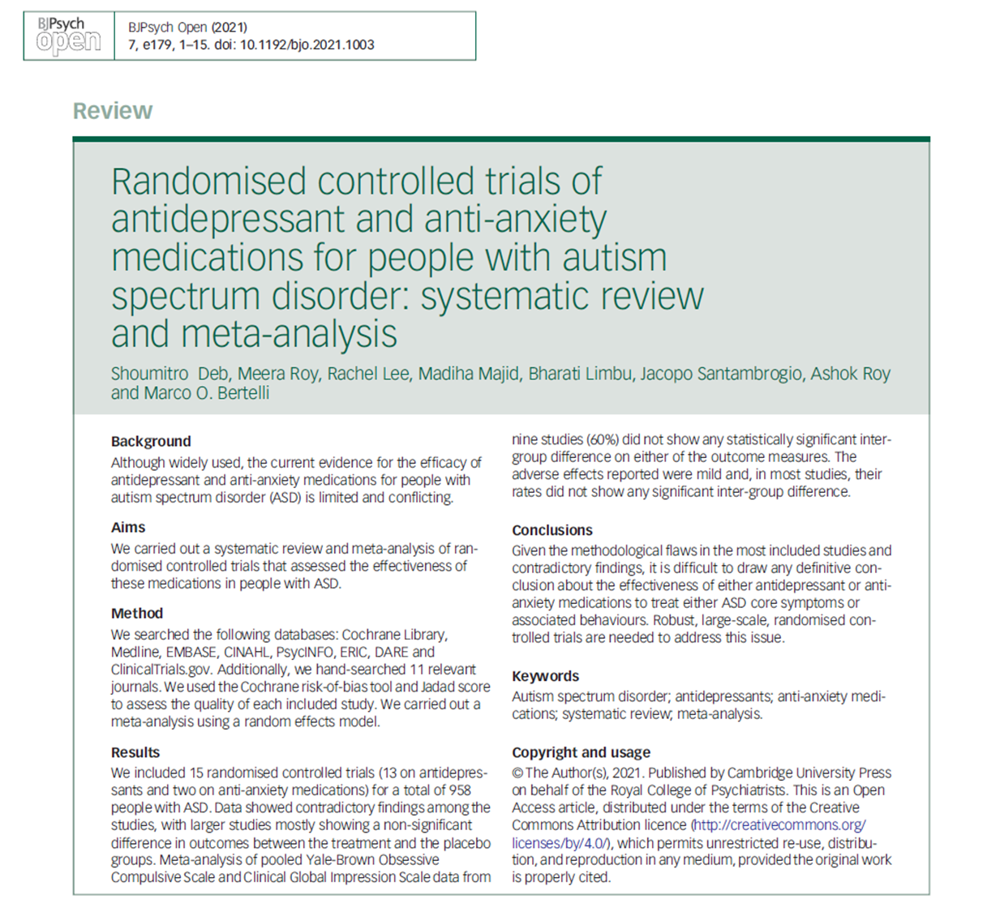 BJPsych
open
BJPsych Open (2021)
7, e179, 1–15. doi: 10.1192/bjo.2021.1003
Review
Randomised controlled trials of
antidepressant and anti-anxiety
medications for people with autism
spectrum disorder: systematic review
and meta-analysis
Shoumitro Deb, Meera Roy, Rachel Lee, Madiha Majid, Bharati Limbu, Jacopo Santambrogio, Ashok Roy
and Marco O. Bertelli
Background
Although widely used, the current evidence for the efficacy of
antidepressant and anti-anxiety medications for people with
autism spectrum disorder (ASD) is limited and conflicting.
Aims
We carried out a systematic review and meta-analysis of ran-
domised controlled trials that assessed the effectiveness of
these medications in people with ASD.
Method
We searched the following databases: Cochrane Library,
Medline, EMBASE, CINAHL, PsycINFO, ERIC, DARE and
ClinicalTrials.gov. Additionally, we hand-searched 11 relevant
journals. We used the Cochrane risk-of-bias tool and Jadad score
to assess the quality of each included study. We carried out a
meta-analysis using a random effects model.
Results
We included 15 randomised controlled trials (13 on antidepres-
sants and two on anti-anxiety medications) for a total of 958
people with ASD. Data showed contradictory findings among the
studies, with larger studies mostly showing a non-significant
difference in outcomes between the treatment and the placebo
groups. Meta-analysis of pooled Yale-Brown Obsessive
Compulsive Scale and Clinical Global Impression Scale data from
nine studies (60%) did not show any statistically significant inter-
group difference on either of the outcome measures. The
adverse effects reported were mild and, in most studies, their
rates did not show any significant inter-group difference.
Conclusions
Given the methodological flaws in the most included studies and
contradictory findings, it is difficult to draw any definitive con-
clusion about the effectiveness of either antidepressant or anti-
anxiety medications to treat either ASD core symptoms or
associated behaviours. Robust, large-scale, randomised con-
trolled trials are needed to address this issue.
Keywords
Autism spectrum disorder; antidepressants; anti-anxiety medi-
cations; systematic review; meta-analysis.
Copyright and usage
© The Author(s), 2021. Published by Cambridge University Press
on behalf of the Royal College of Psychiatrists. This is an Open
Access article, distributed under the terms of the Creative
Commons Attribution licence (http://creativecommons.org/
licenses/by/4.0/), which permits unrestricted re-use, distribu-
tion, and reproduction in any medium, provided the original work
is properly cited.